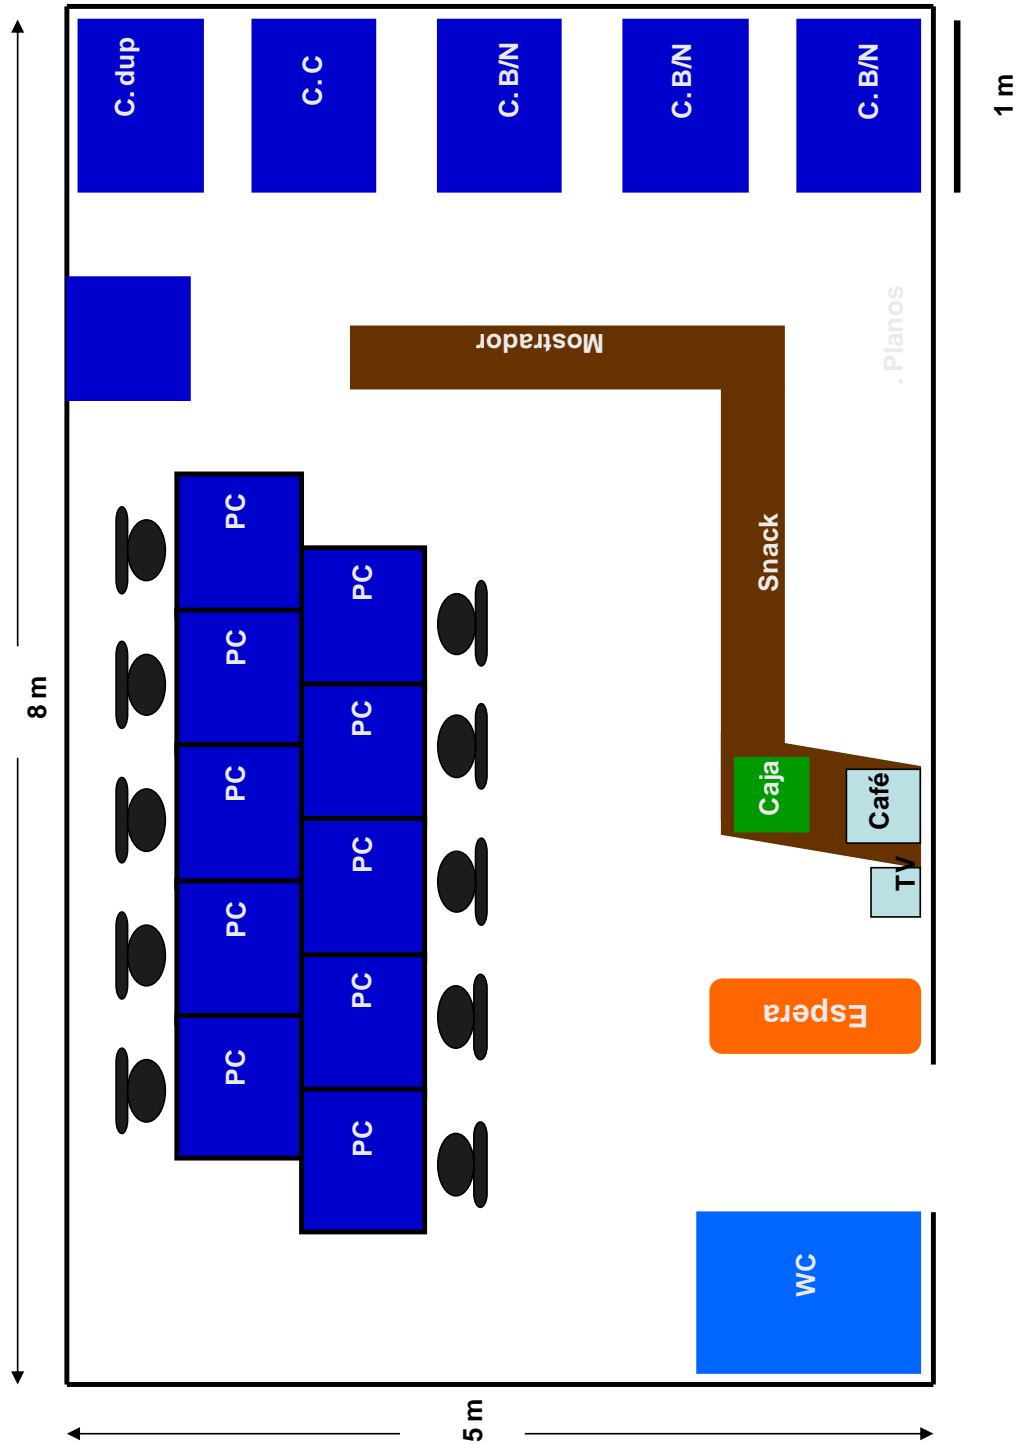 C. dup
C. C
C. B/N
C. B/N
C. B/N
1 m
. Planos
Mostrador
Snack
PC
PC
PC
PC
PC
PC
PC
PC
PC
PC
8 m
Caja
Café
TV
Espera
WC
5 m